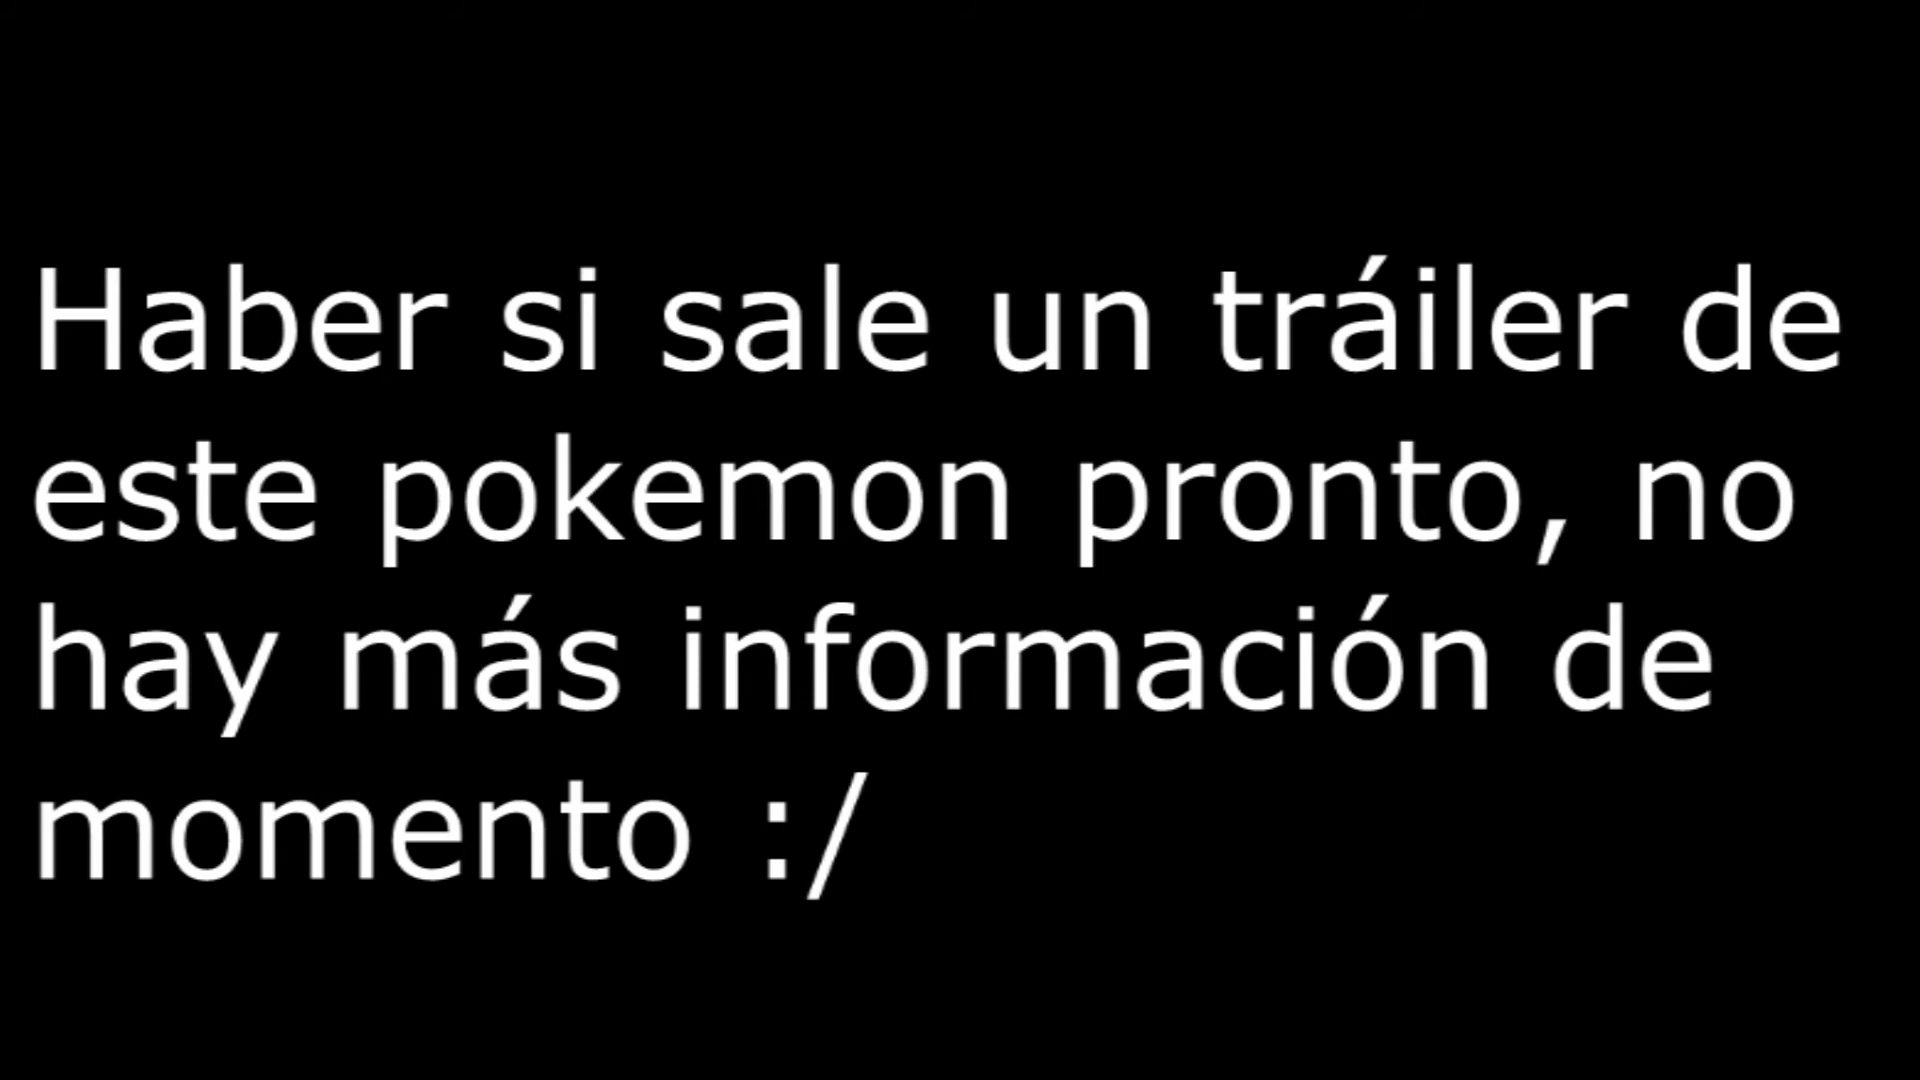 Haber si sale un tráiler de
este pokemon pronto, no
hay más información de
momento :/